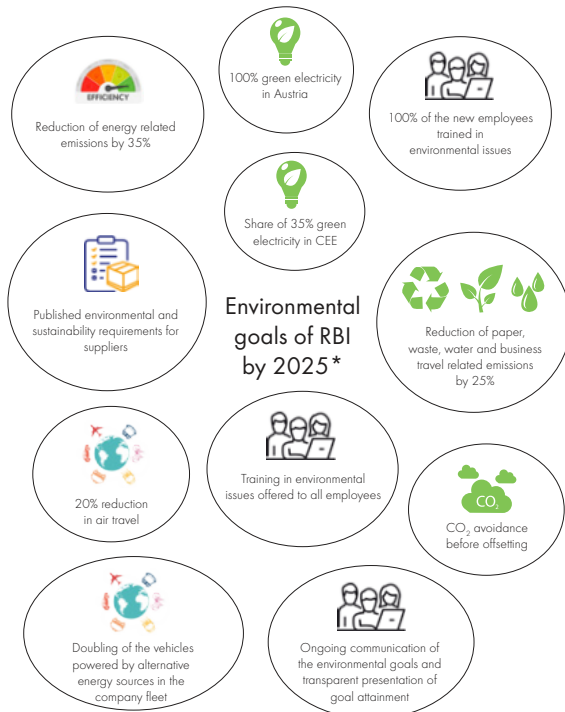 EFFICIENCY
Reduction of energy related
emissions by 35%
100% green electricity
in Austria
100% of the new employees
trained in
environmental issues
Share of 35% green
electricity in CEE
Published environmental and
sustainability requirements for
suppliers
Environmental
goals of RBI
by 2025*
Reduction of paper,
waste, water and business
travel related emissions
by 25%
20% reduction
in air travel
Training in environmental
issues offered to all employees
CO₂
CO₂ avoidance
before offsetting
Doubling of the vehicles
powered by alternative
energy sources in the
company fleet
Ongoing communication of
the environmental goals and
transparent presentation of
goal attainment